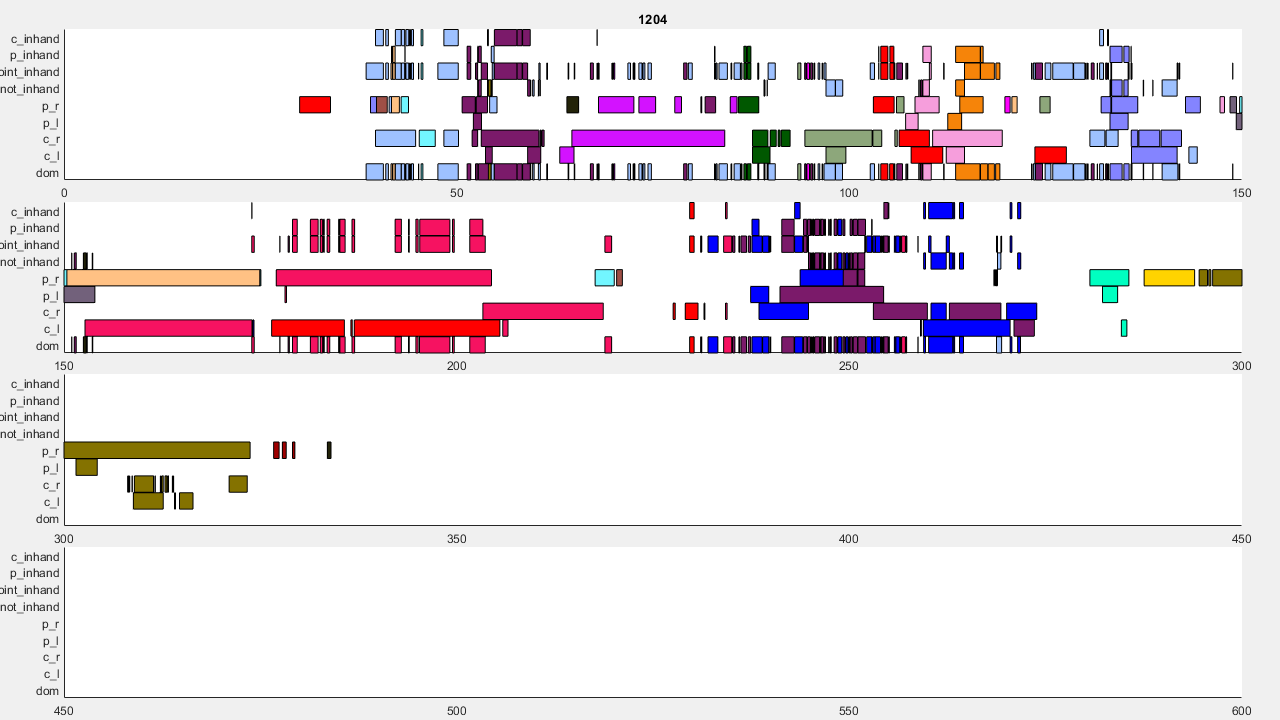 1204
c_inhand
p_inhand
oint_inhand
not_inhand
p_r
p_l
c_r
c_l
dom
0 50 100 150
c_inhand
p_inhand
oint_inhand
not_inhand
p_r
p_l
c_r
c_l
dom
150 200 250 300
c_inhand
p_inhand
oint_inhand
not_inhand
p_r
p_l
c_r
c_l
dom
300 350 400 450
c_inhand
p_inhand
oint_inhand
not_inhand
p_r
p_l
c_r
c_l
dom
450 500 550 600